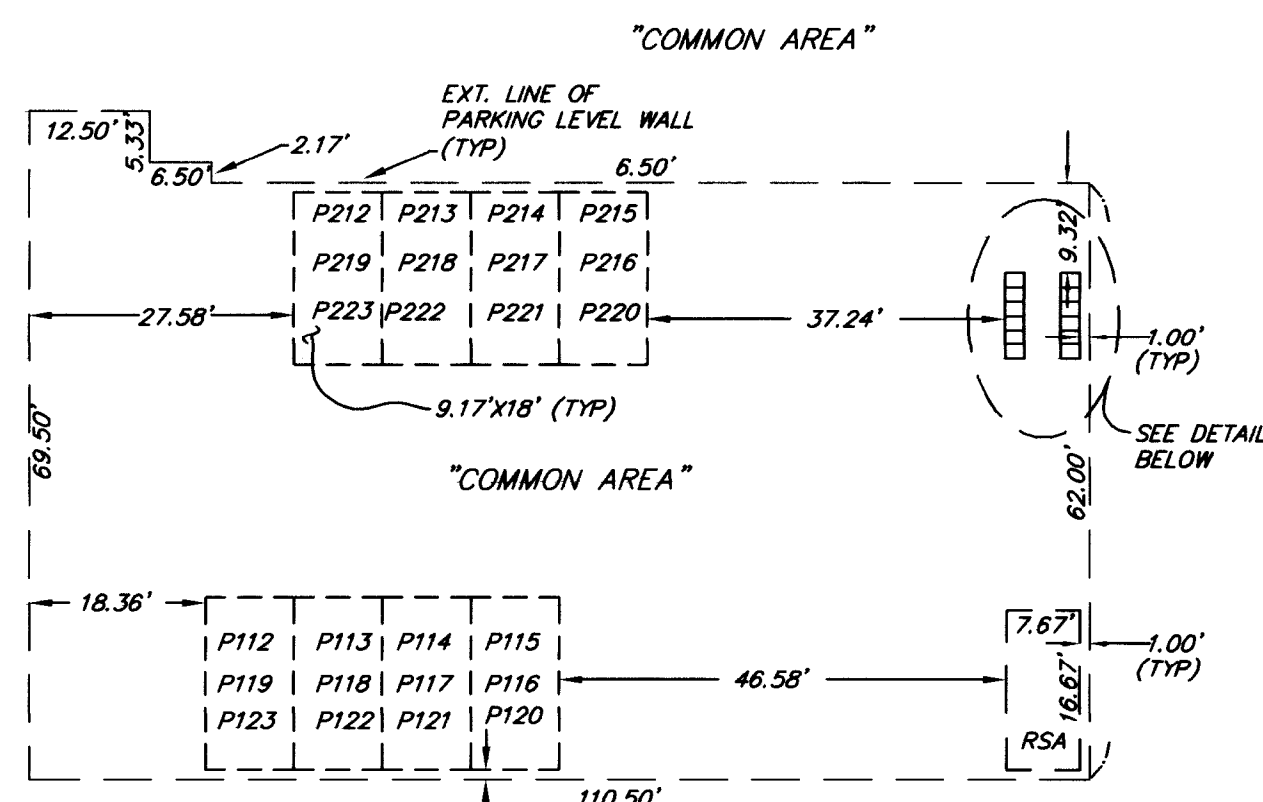 "COMMON AREA"
EXT. LINE OF
PARKING LEVEL WALL
(TYP)
12.50'
5.33'
6.50'
2.17'
6.50'
P212 P213 P214 P215
P219 P218 P217 P216
P223 P222 P221 P220
9.32'
27.58'
37.24'
1.00'
(TYP)
9.17'X18' (TYP)
SEE DETAIL
BELOW
69.50'
"COMMON AREA"
62.00'
18.36'
P112 P113 P114 P115
P119 P118 P117 P116
P123 P122 P121 P120
46.58'
7.67'
16.67'
1.00'
(TYP)
RSA
110.50'